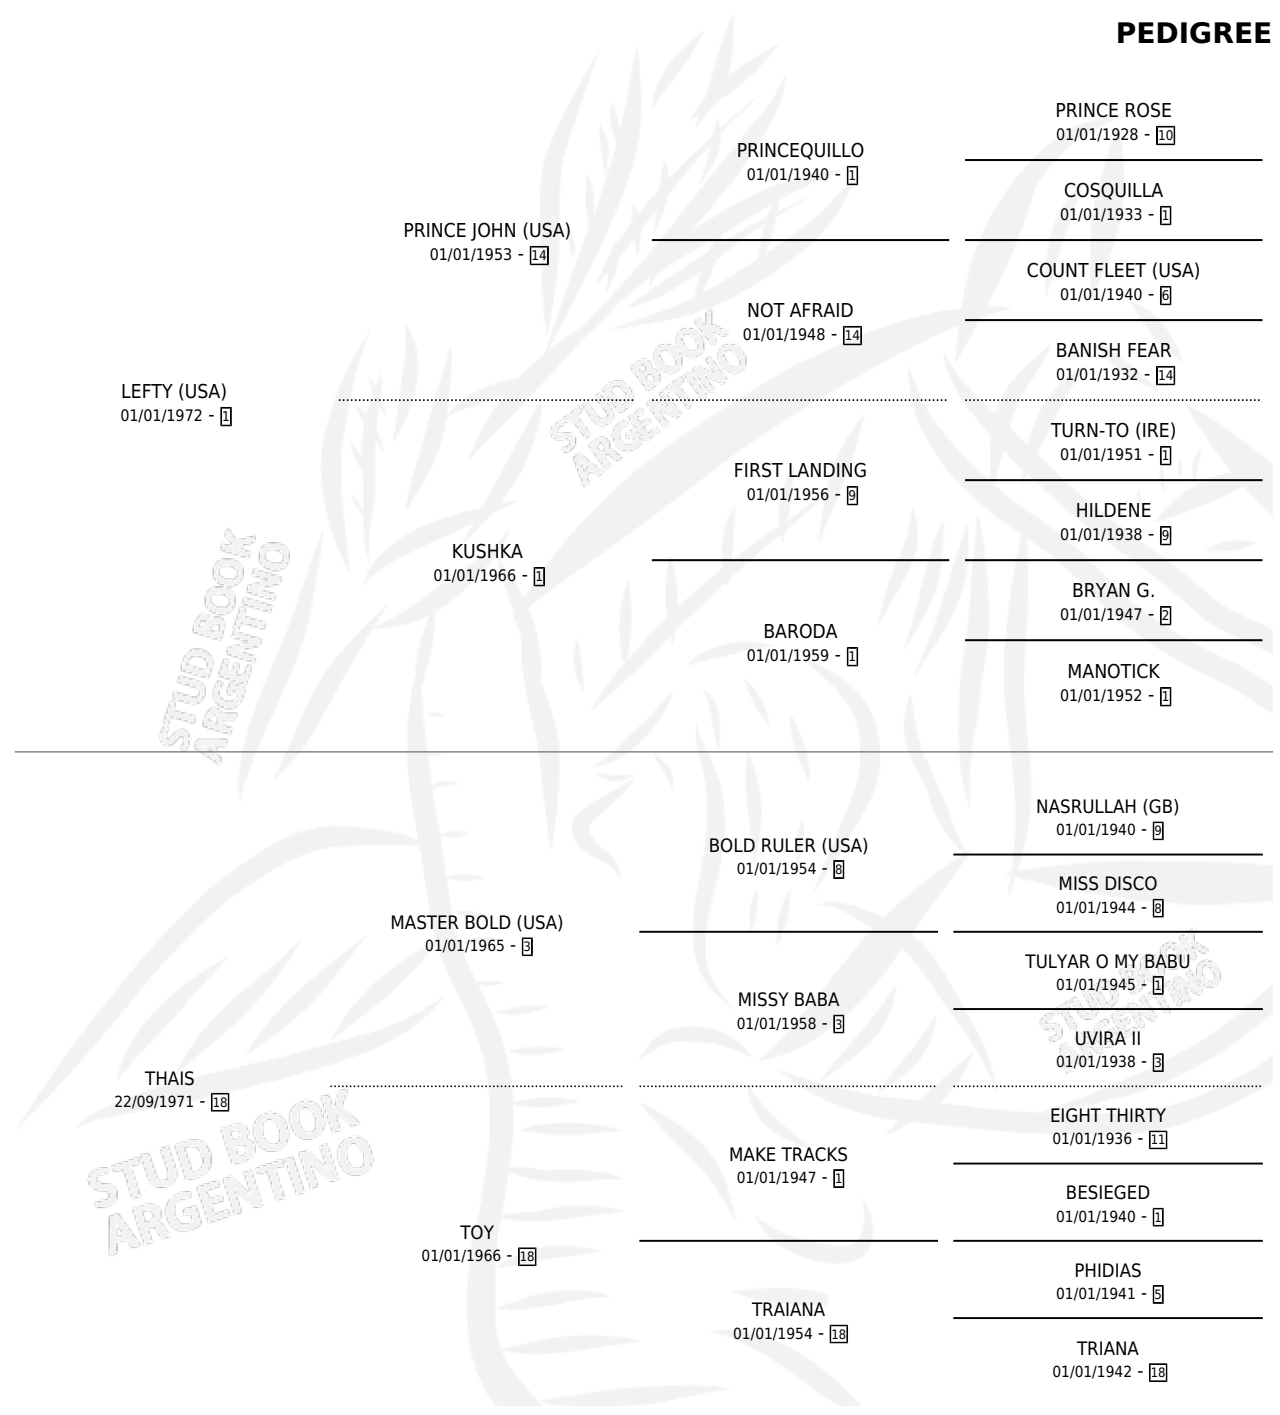 PEDIGREE
PRINCE ROSE
01/01/1928 - 10
PRINCEQUILLO
01/01/1940 - 1
COSQUILLA
01/01/1933 - 1
PRINCE JOHN (USA)
01/01/1953 - 14
COUNT FLEET (USA)
01/01/1940 - 6
NOT AFRAID
01/01/1948 - 14
BANISH FEAR
01/01/1932 - 14
LEFTY (USA)
01/01/1972 - 1
TURN-TO (IRE)
01/01/1951 - 1
FIRST LANDING
01/01/1956 - 9
HILDENE
01/01/1938 - 9
KUSHKA
01/01/1966 - 1
BRYAN G.
01/01/1947 - 2
BARODA
01/01/1959 - 1
MANOTICK
01/01/1952 - 1
STUD BOOK
ARGENTINO
STUD BOOK
ARGENTINO
NASRULLAH (GB)
01/01/1940 - 9
BOLD RULER (USA)
01/01/1954 - 8
MISS DISCO
01/01/1944 - 8
MASTER BOLD (USA)
01/01/1965 - 3
TULYAR O MY BABU
01/01/1945 - 1
MISSY BABA
01/01/1958 - 3
UVIRA II
01/01/1938 - 3
THAIS
22/09/1971 - 18
EIGHT THIRTY
01/01/1936 - 11
MAKE TRACKS
01/01/1947 - 1
BESIEGED
01/01/1940 - 1
TOY
01/01/1966 - 18
PHIDIAS
01/01/1941 - 5
TRAIANA
01/01/1954 - 18
TRIANA
01/01/1942 - 18
STUD BOOK
ARGENTINO
STUD BOOK
ARGENTINO